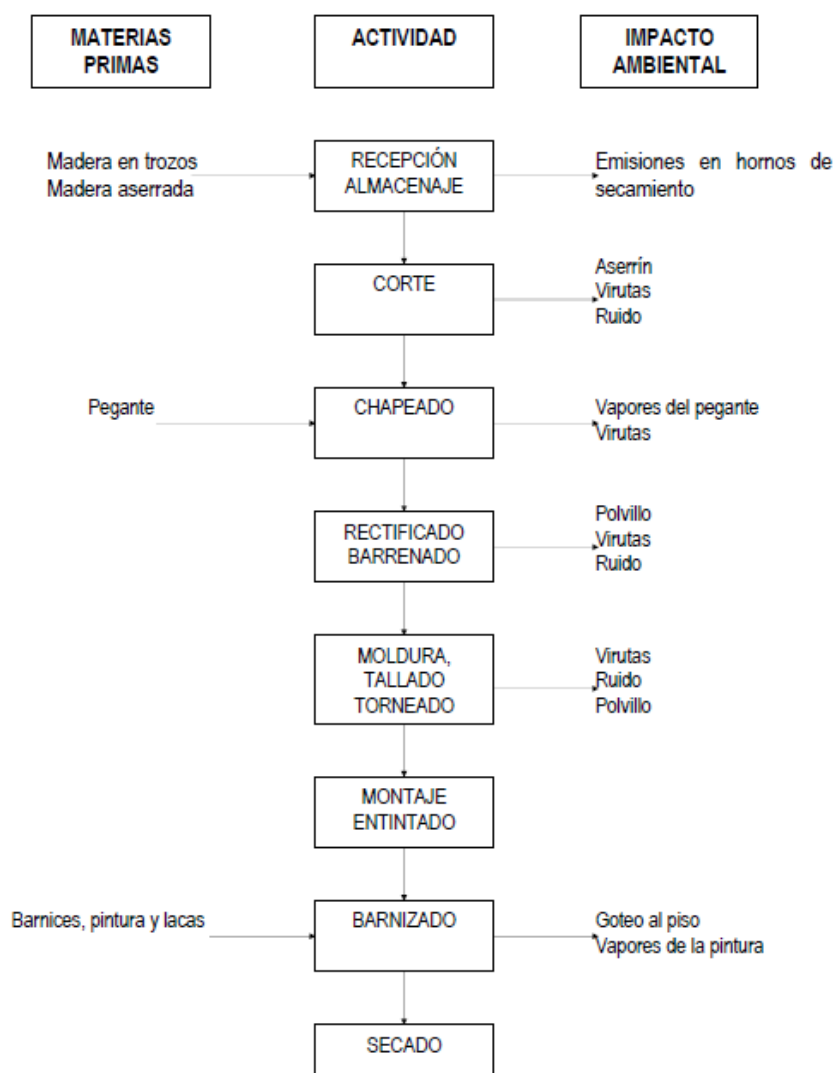 MATERIAS
PRIMAS
ACTIVIDAD
IMPACTO
AMBIENTAL
Madera en trozos
Madera aserrada
RECEPCIÓN
ALMACENAJE
Emisiones en hornos de
secamiento
CORTE
Aserrín
Virutas
Ruido
Pegante
CHAPEADO
Vapores del pegante
Virutas
RECTIFICADO
BARRENADO
Polvillo
Virutas
Ruido
MOLDURA,
TALLADO
TORNEADO
Virutas
Ruido
Polvillo
MONTAJE
ENTINTADO
Barnices, pintura y lacas
BARNIZADO
Goteo al piso
Vapores de la pintura
SECADO